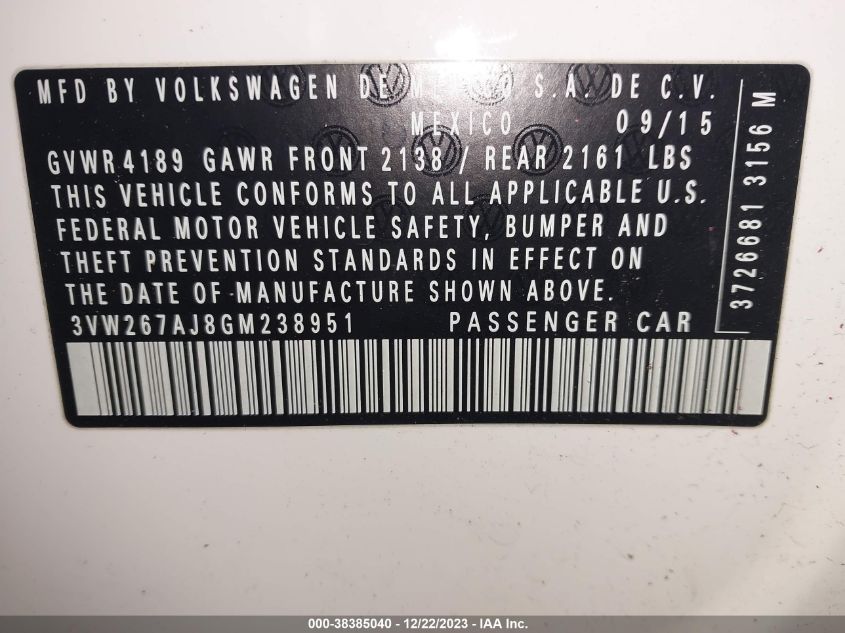 MFD BY VOLKSWAGEN DE MEXICO S.A. DE C.V.
MEXICO 09/15
GVWR 4189 GAWR FRONT 2138 / REAR 2161 LBS
THIS VEHICLE CONFORMS TO ALL APPLICABLE U.S.
FEDERAL MOTOR VEHICLE SAFETY, BUMPER AND
THEFT PREVENTION STANDARDS IN EFFECT ON
THE DATE OF MANUFACTURE SHOWN ABOVE.
3VW267AJ8GM238951 PASSENGER CAR
3726681 3156 M
000-38385040 - 12/22/2023 - IAA Inc.